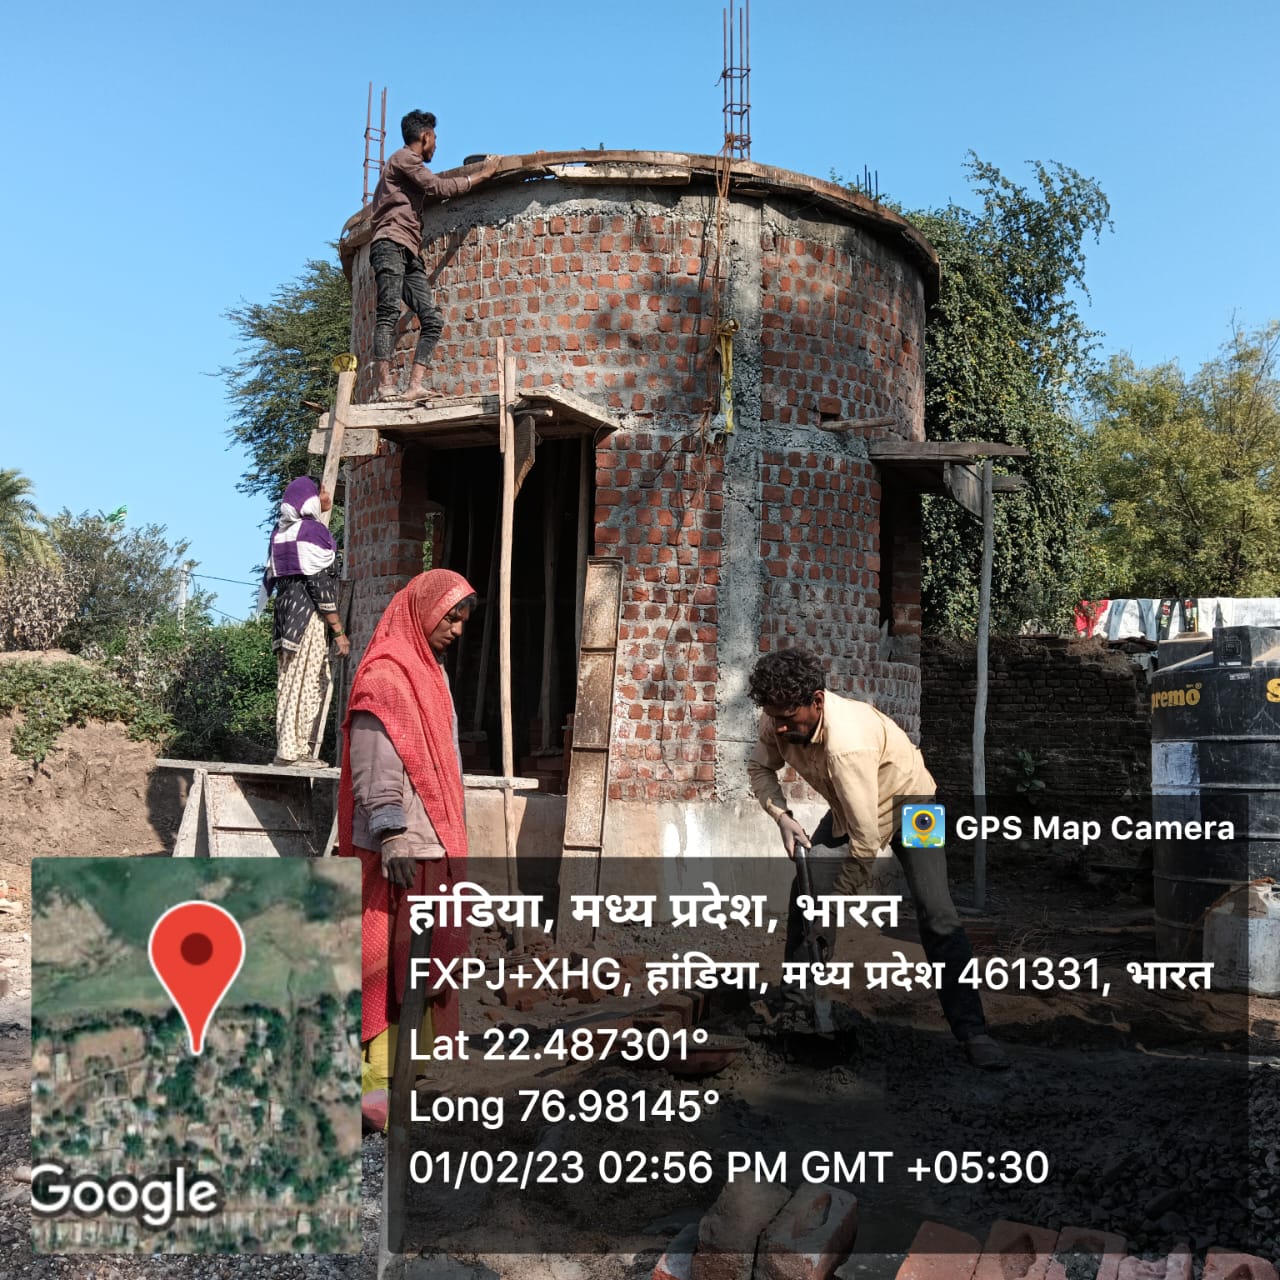 premo®
S
GPS Map Camera
हांडिया, मध्य प्रदेश, भारत
FXPJ+XHG, हांडिया, मध्य प्रदेश 461331, भारत
Lat 22.487301°
Long 76.98145°
01/02/23 02:56 PM GMT +05:30
Google